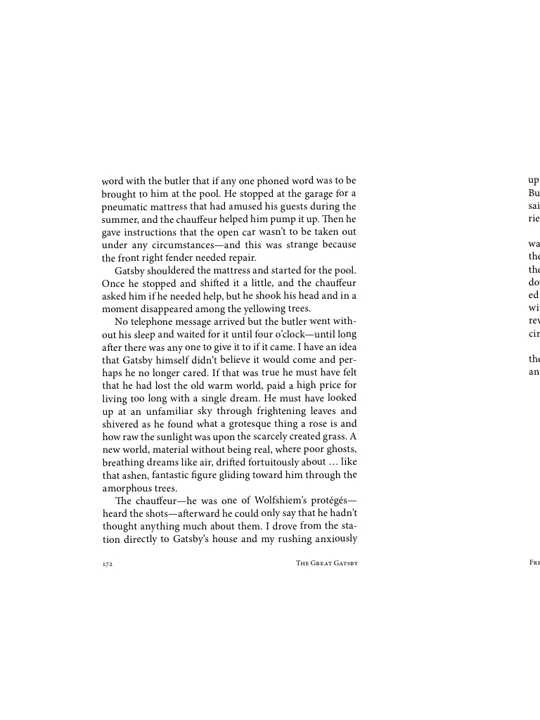 word with the butler that if any one phoned word was to be
brought to him at the pool. He stopped at the garage for a
pneumatic mattress that had amused his guests during the
summer, and the chauffeur helped him pump it up. Then he
gave instructions that the open car wasn't to be taken out
under any circumstances—and this was strange because
the front right fender needed repair.
Gatsby shouldered the mattress and started for the pool.
Once he stopped and shifted it a little, and the chauffeur
asked him if he needed help, but he shook his head and in a
moment disappeared among the yellowing trees.
No telephone message arrived but the butler went with-
out his sleep and waited for it until four o'clock—until long
after there was any one to give it to if it came. I have an idea
that Gatsby himself didn't believe it would come and per-
haps he no longer cared. If that was true he must have felt
that he had lost the old warm world, paid a high price for
living too long with a single dream. He must have looked
up at an unfamiliar sky through frightening leaves and
shivered as he found what a grotesque thing a rose is and
how raw the sunlight was upon the scarcely created grass. A
new world, material without being real, where poor ghosts,
breathing dreams like air, drifted fortuitously about … like
that ashen, fantastic figure gliding toward him through the
amorphous trees.
The chauffeur—he was one of Wolfshiem's protégés—
heard the shots—afterward he could only say that he hadn't
thought anything much about them. I drove from the sta-
tion directly to Gatsby's house and my rushing anxiously
172 The Great Gatsby
up
Bu
sai
rie
wa
the
the
do
ed
wi
rev
cir
the
an
Fre